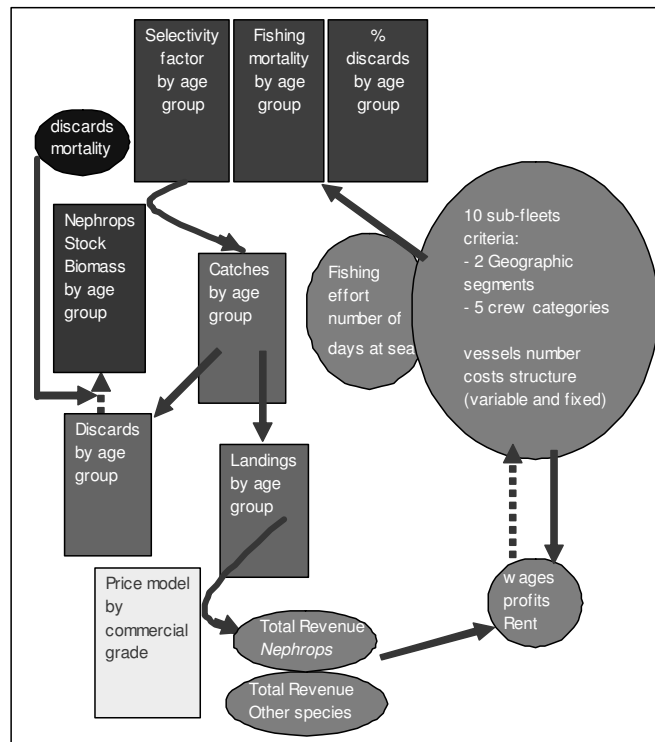 Selectivity
factor
by age
group
Fishing
mortality
by age
group
%
discards
by age
group
discards
mortality
Nephrops
Stock
Biomass
by age
group
Catches
by age
group
Fishing
effort
number of
days at sea
10 sub-fleets
criteria:
- 2 Geographic
segments
- 5 crew categories
vessels number
costs structure
(variable and fixed)
Discards
by age
group
Landings
by age
group
Price model
by
commercial
grade
Total Revenue
Nephrops
Total Revenue
Other species
wages
profits
Rent